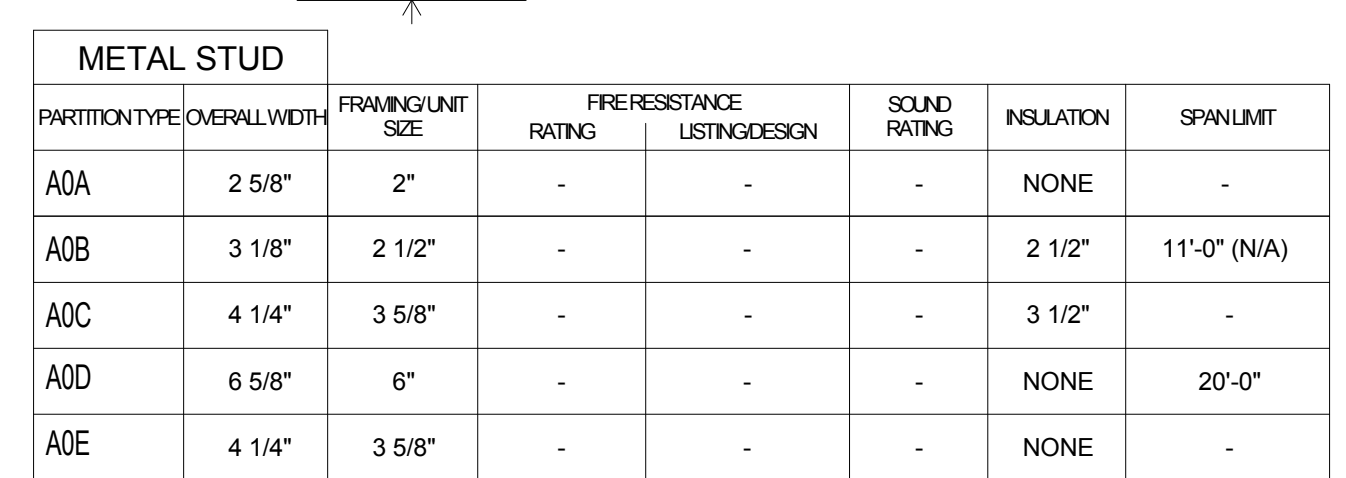 METAL STUD
PARTITION TYPE OVERALL WIDTH FRAMING/UNIT SIZE FIRE RESISTANCE RATING LISTING/DESIGN SOUND RATING INSULATION SPAN LIMIT
A0A 2 5/8" 2" - - - NONE -
A0B 3 1/8" 2 1/2" - - - 2 1/2" 11'-0" (N/A)
A0C 4 1/4" 3 5/8" - - - 3 1/2" -
A0D 6 5/8" 6" - - - NONE 20'-0"
A0E 4 1/4" 3 5/8" - - - NONE -